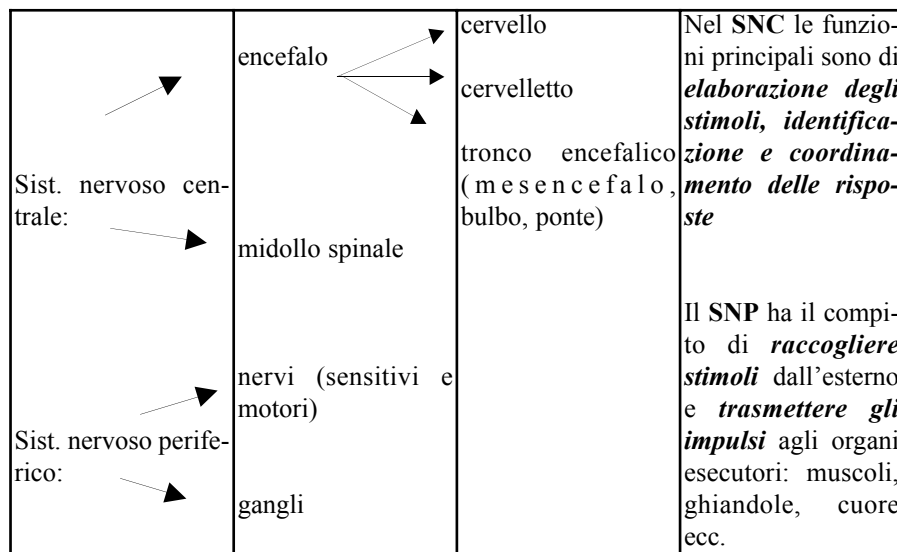 Sist. nervoso cen-
trale:
encefalo
midollo spinale
cervello
cervelletto
tronco encefalico
(mesencefalo,
bulbo, ponte)
Nel SNC le funzio-
ni principali sono di
elaborazione degli
stimoli, identifica-
zione e coordina-
mento delle rispo-
ste
Sist. nervoso perife-
rico:
nervi (sensitivi e
motori)
gangli
Il SNP ha il compi-
to di raccogliere
stimoli dall'esterno
e trasmettere gli
impulsi agli organi
esecutori: muscoli,
ghiandole, cuore
ecc.